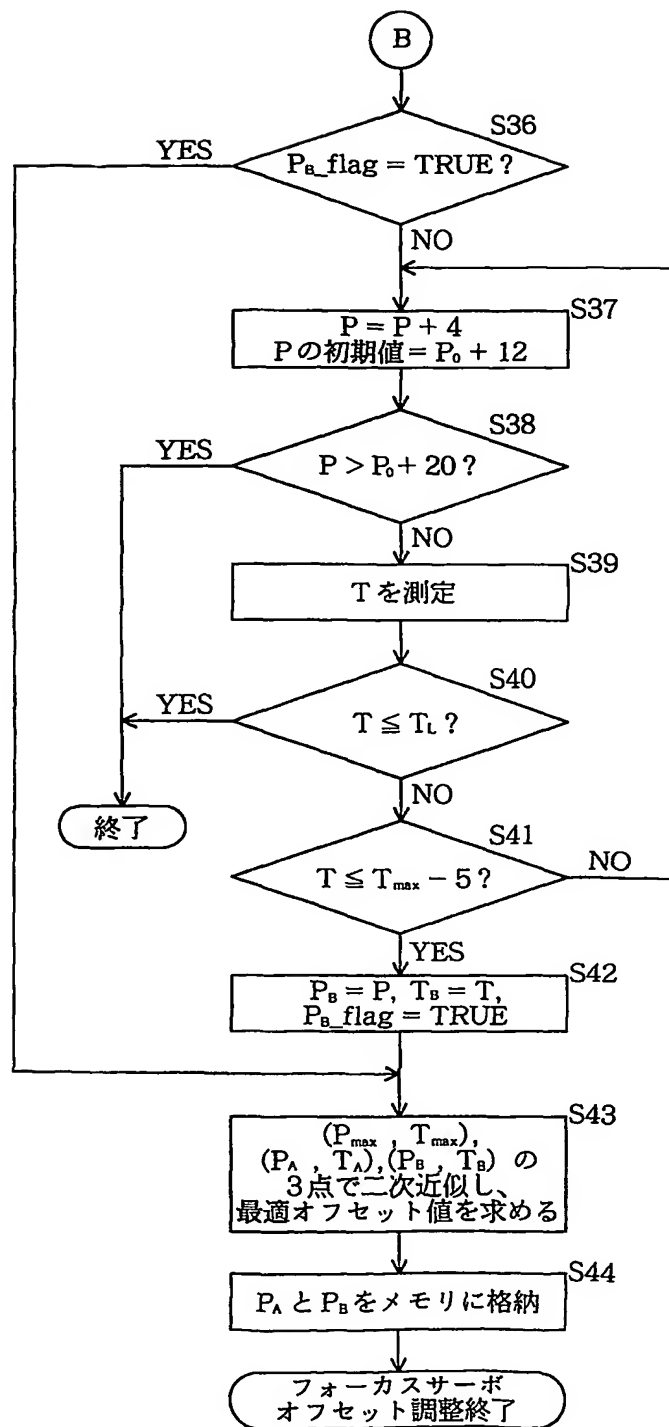 B
S36
YES
P_B_flag = TRUE ?
NO
S37
P = P + 4
Pの初期値 = P₀ + 12
S38
YES
P > P₀ + 20 ?
NO
S39
T を測定
S40
YES
T ≦ T_L ?
NO
終了
S41
T ≦ T_max − 5 ?
NO
YES
S42
P_B = P, T_B = T,
P_B_flag = TRUE
S43
(P_max , T_max),
(P_A , T_A),(P_B , T_B) の
3点で二次近似し、
最適オフセット値を求める
S44
P_A と P_B をメモリに格納
フォーカスサーボ
オフセット調整終了